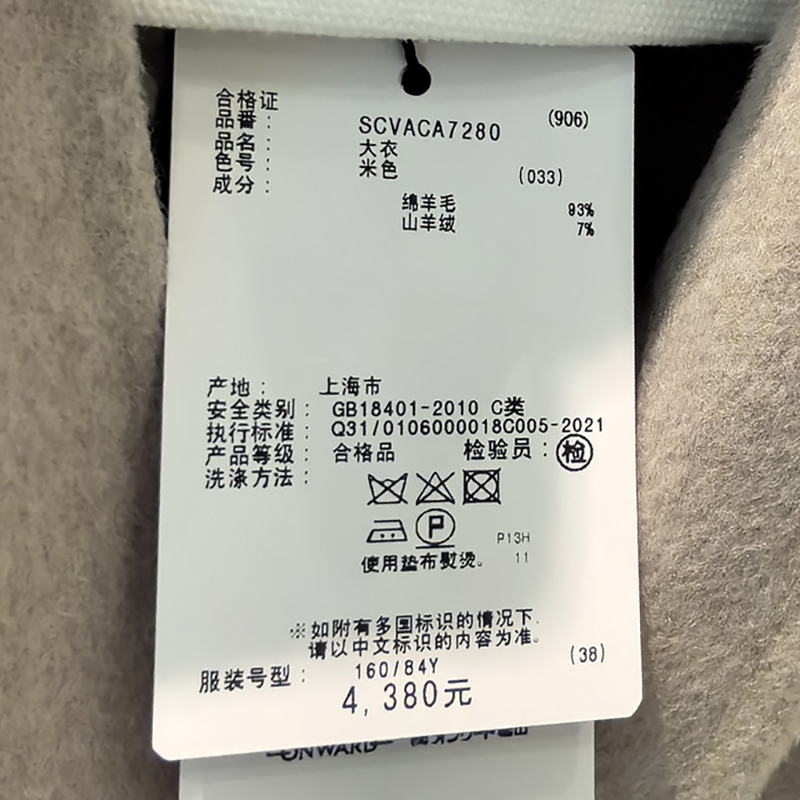 合格证
品番： SCVACA7280 (906)
品名： 大衣
色号： 米色 (033)
成分：
绵羊毛 93%
山羊绒 7%
产地： 上海市
安全类别： GB18401-2010 C类
执行标准： Q31/0106000018C005-2021
产品等级： 合格品 检验员：检
洗涤方法：
P
P13H
使用垫布熨烫。 11
※如附有多国标识的情况下，
请以中文标识的内容为准。
(38)
服装号型： 160/84Y
4,380元
ONWARD